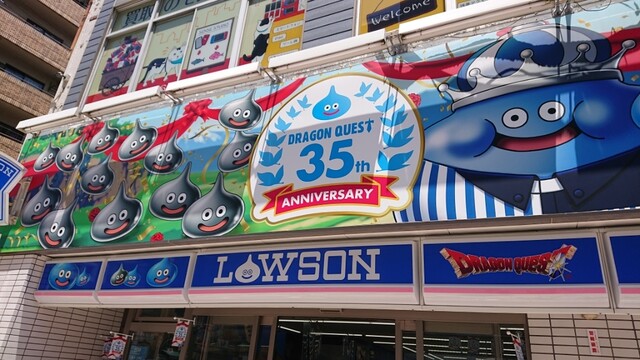 Welcome
DRAGON QUEST
35th
ANNIVERSARY
LAWSON
DRAGON QUEST